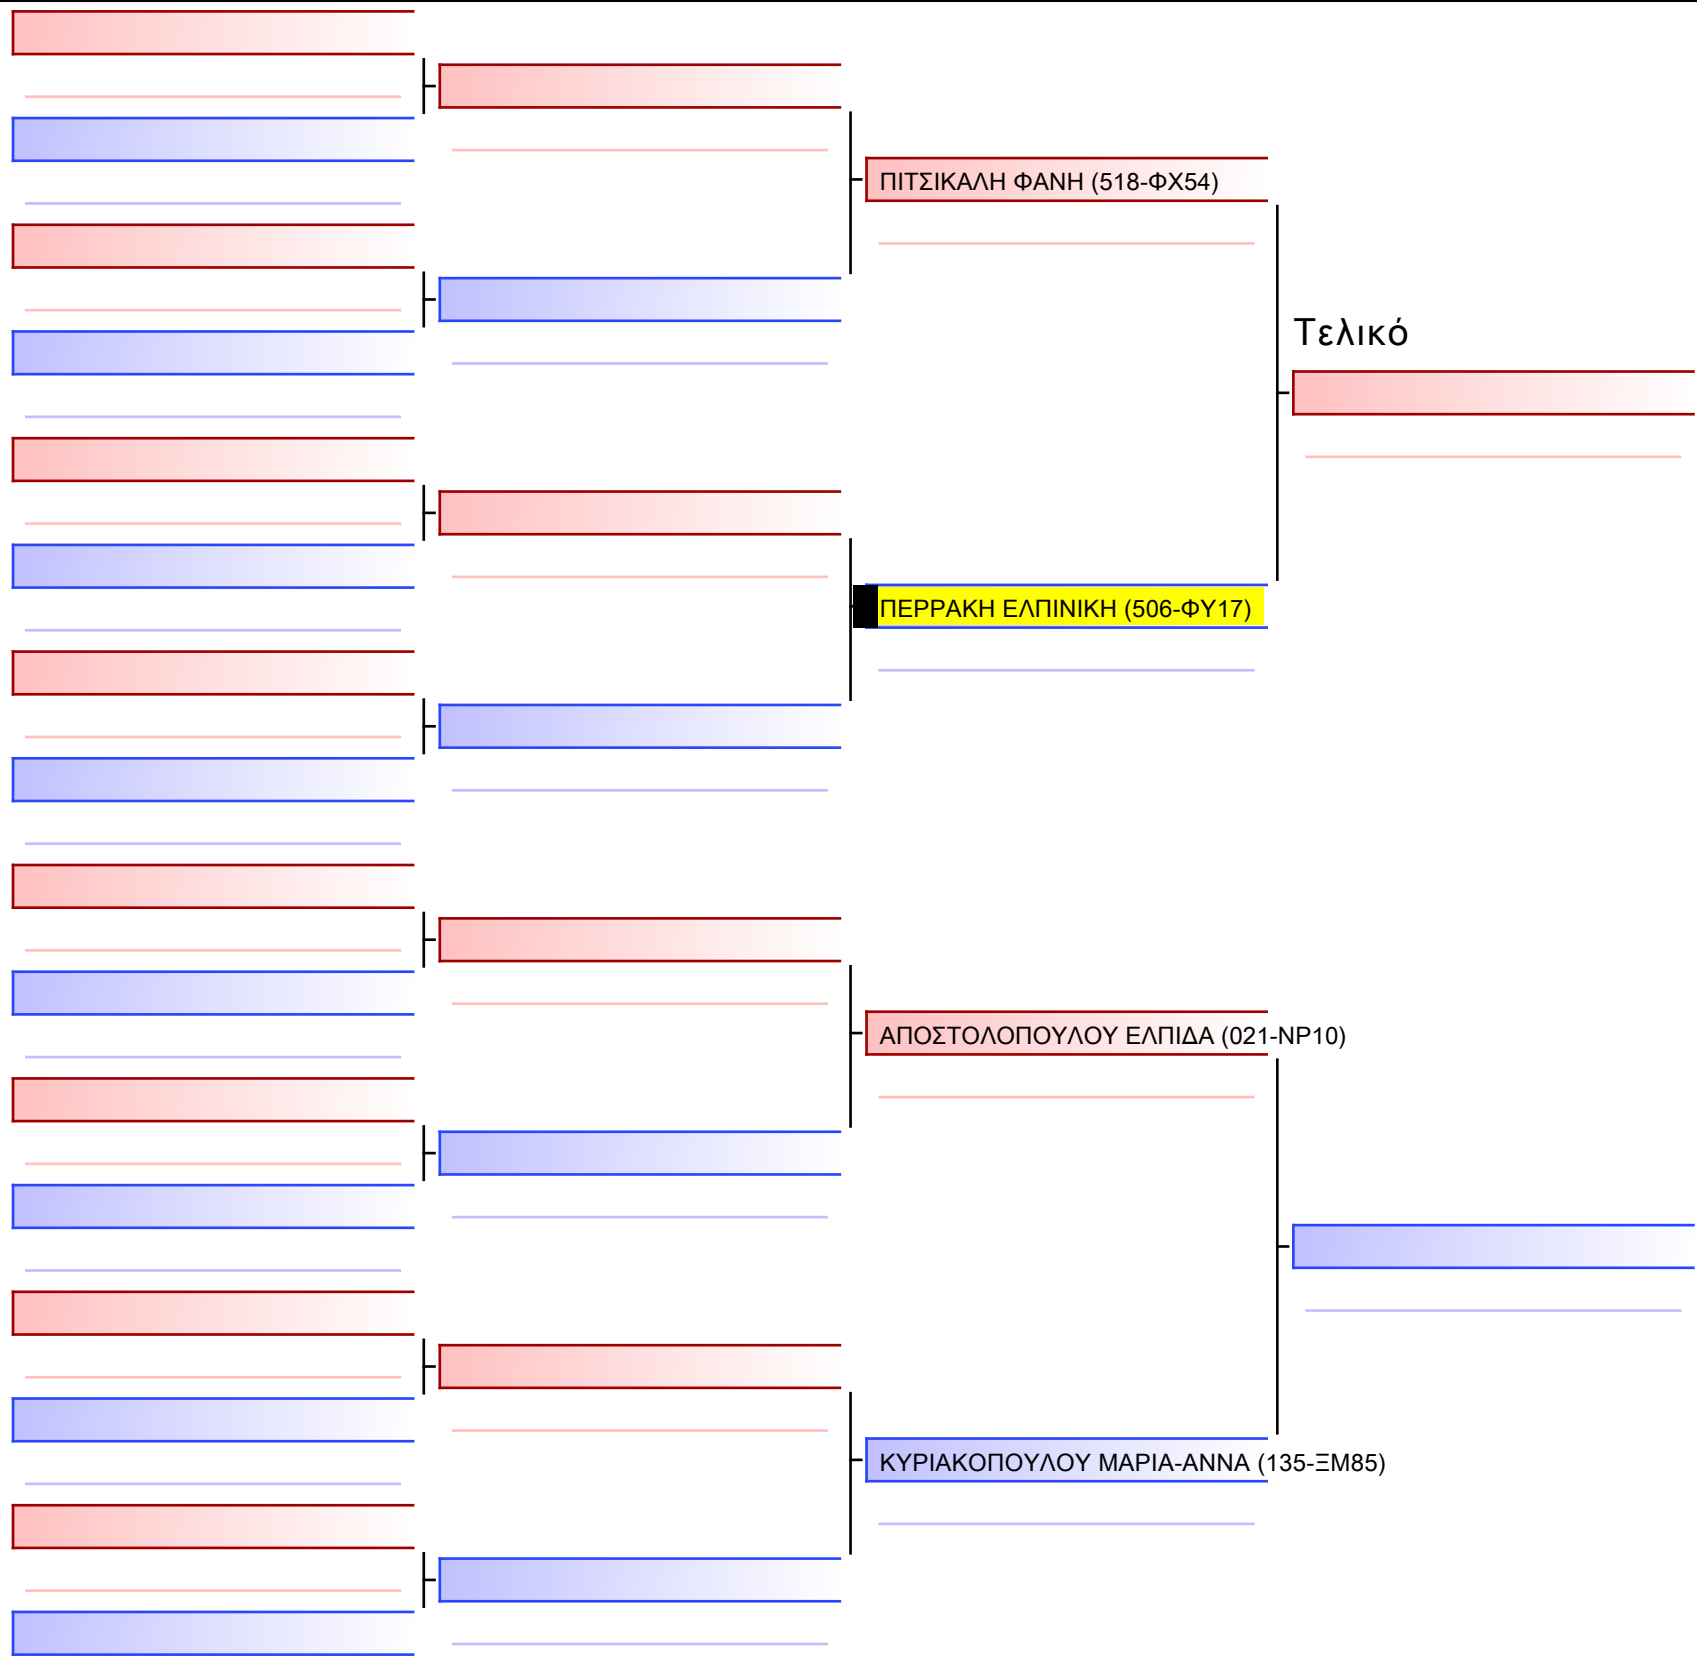 ΠΙΤΣΙΚΑΛΗ ΦΑΝΗ (518-ΦΧ54)
Τελικό
ΠΕΡΡΑΚΗ ΕΛΠΙΝΙΚΗ (506-ΦΥ17)
ΑΠΟΣΤΟΛΟΠΟΥΛΟΥ ΕΛΠΙΔΑ (021-ΝΡ10)
ΚΥΡΙΑΚΟΠΟΥΛΟΥ ΜΑΡΙΑ-ΑΝΝΑ (135-ΞΜ85)